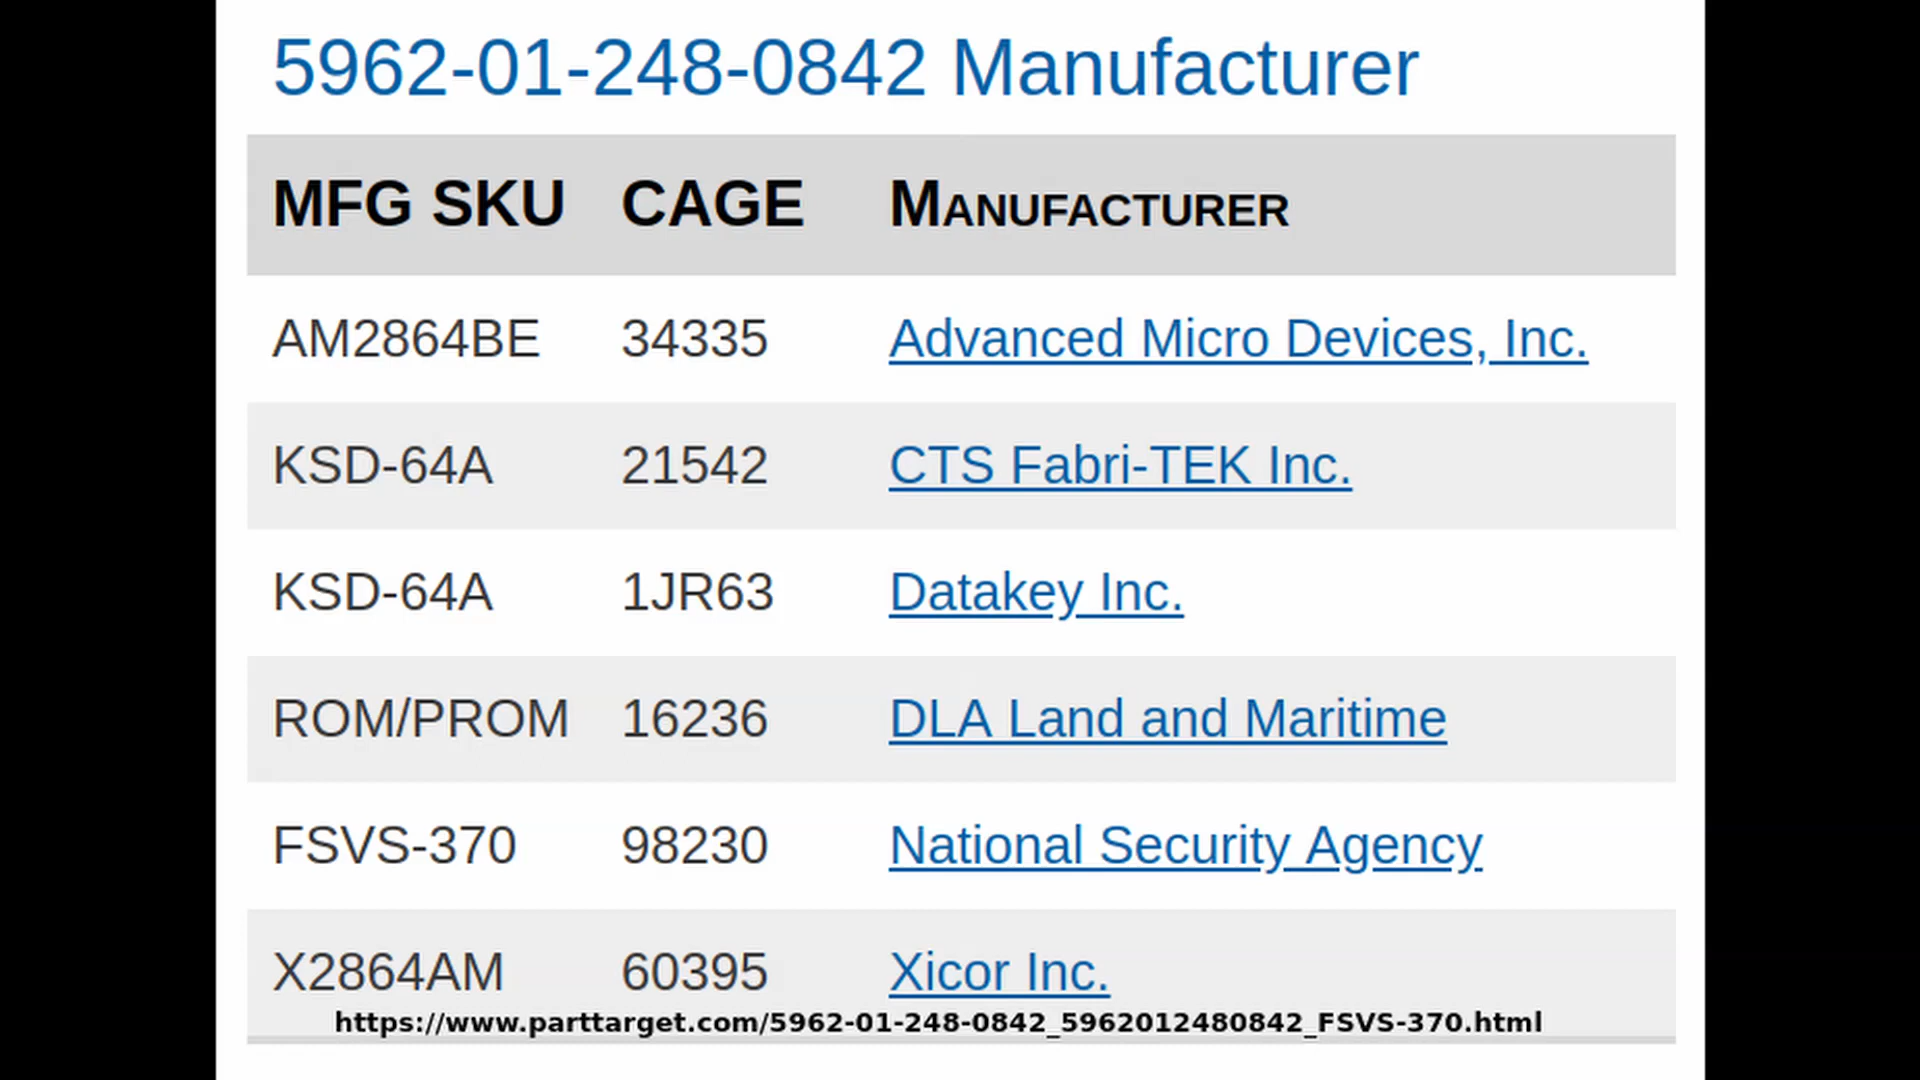 5962-01-248-0842 Manufacturer
MFG SKU CAGE MANUFACTURER
AM2864BE 34335 Advanced Micro Devices, Inc.
KSD-64A 21542 CTS Fabri-TEK Inc.
KSD-64A 1JR63 Datakey Inc.
ROM/PROM 16236 DLA Land and Maritime
FSVS-370 98230 National Security Agency
X2864AM 60395 Xicor Inc.
https://www.parttarget.com/5962-01-248-0842_5962012480842_FSVS-370.html